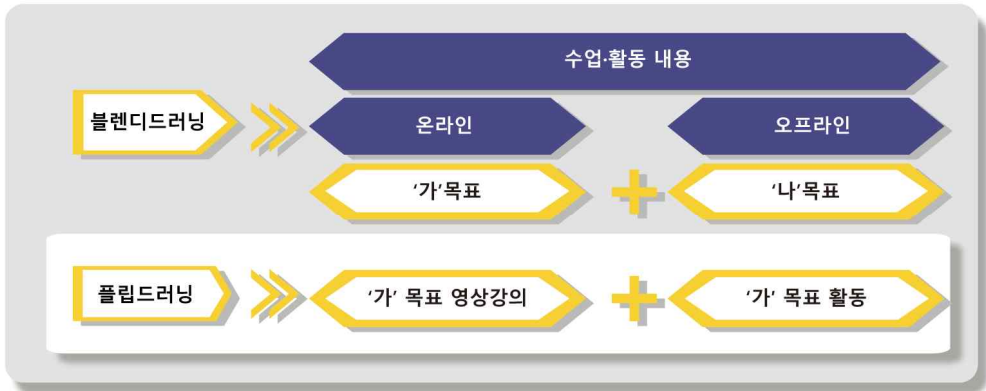 수업·활동 내용
블렌디드러닝
온라인
오프라인
‘가’목표
‘나’목표
플립드러닝
‘가’ 목표 영상강의
‘가’ 목표 활동